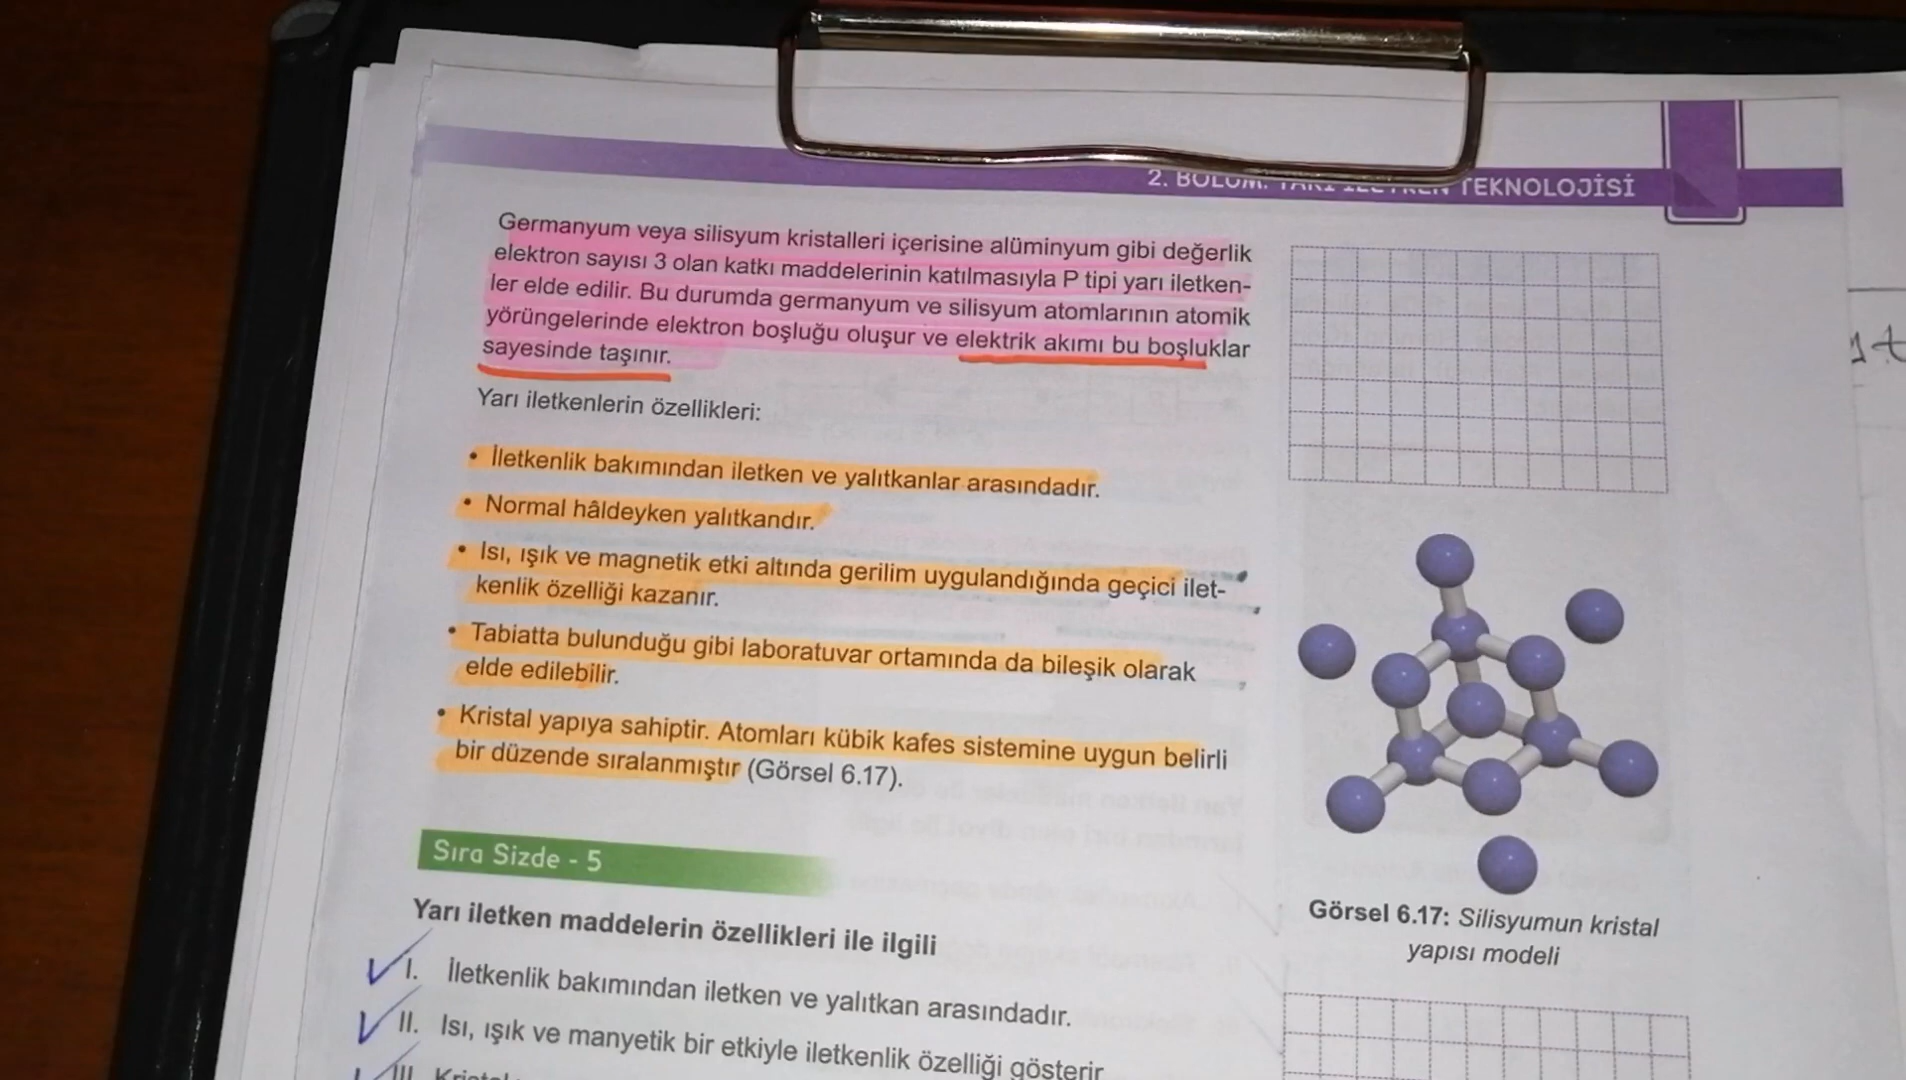 2. BÖLÜM: YARI İLETKEN TEKNOLOJİSİ
Germanyum veya silisyum kristalleri içerisine alüminyum gibi değerlik
elektron sayısı 3 olan katkı maddelerinin katılmasıyla P tipi yarı iletken-
ler elde edilir. Bu durumda germanyum ve silisyum atomlarının atomik
yörüngelerinde elektron boşluğu oluşur ve elektrik akımı bu boşluklar
sayesinde taşınır.
Yarı iletkenlerin özellikleri:
• İletkenlik bakımından iletken ve yalıtkanlar arasındadır.
• Normal hâldeyken yalıtkandır.
• Isı, ışık ve magnetik etki altında gerilim uygulandığında geçici ilet-
kenlik özelliği kazanır.
• Tabiatta bulunduğu gibi laboratuvar ortamında da bileşik olarak
elde edilebilir.
• Kristal yapıya sahiptir. Atomları kübik kafes sistemine uygun belirli
bir düzende sıralanmıştır (Görsel 6.17).
Görsel 6.17: Silisyumun kristal
yapısı modeli
Sıra Sizde - 5
Yarı iletken maddelerin özellikleri ile ilgili
I. İletkenlik bakımından iletken ve yalıtkan arasındadır.
II. Isı, ışık ve manyetik bir etkiyle iletkenlik özelliği gösterir
III.